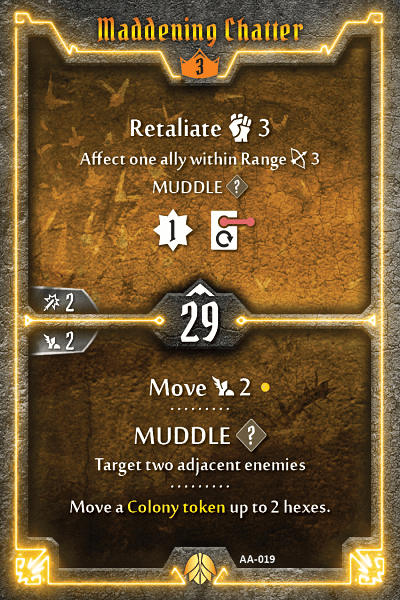 Maddening Chatter
3
Retaliate 3
Affect one ally within Range 3
MUDDLE ?
1
2
29
2
Move 2
MUDDLE ?
Target two adjacent enemies
Move a Colony token up to 2 hexes.
AA-019